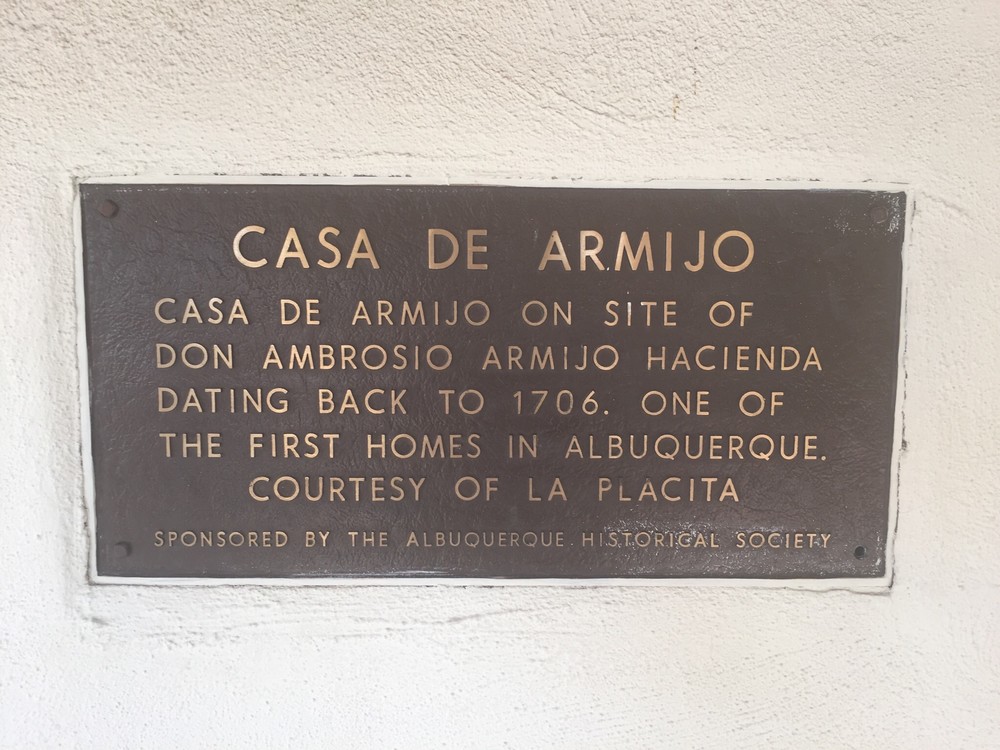 CASA DE ARMIJO
CASA DE ARMIJO ON SITE OF
DON AMBROSIO ARMIJO HACIENDA
DATING BACK TO 1706. ONE OF
THE FIRST HOMES IN ALBUQUERQUE.
COURTESY OF LA PLACITA
SPONSORED BY THE ALBUQUERQUE HISTORICAL SOCIETY